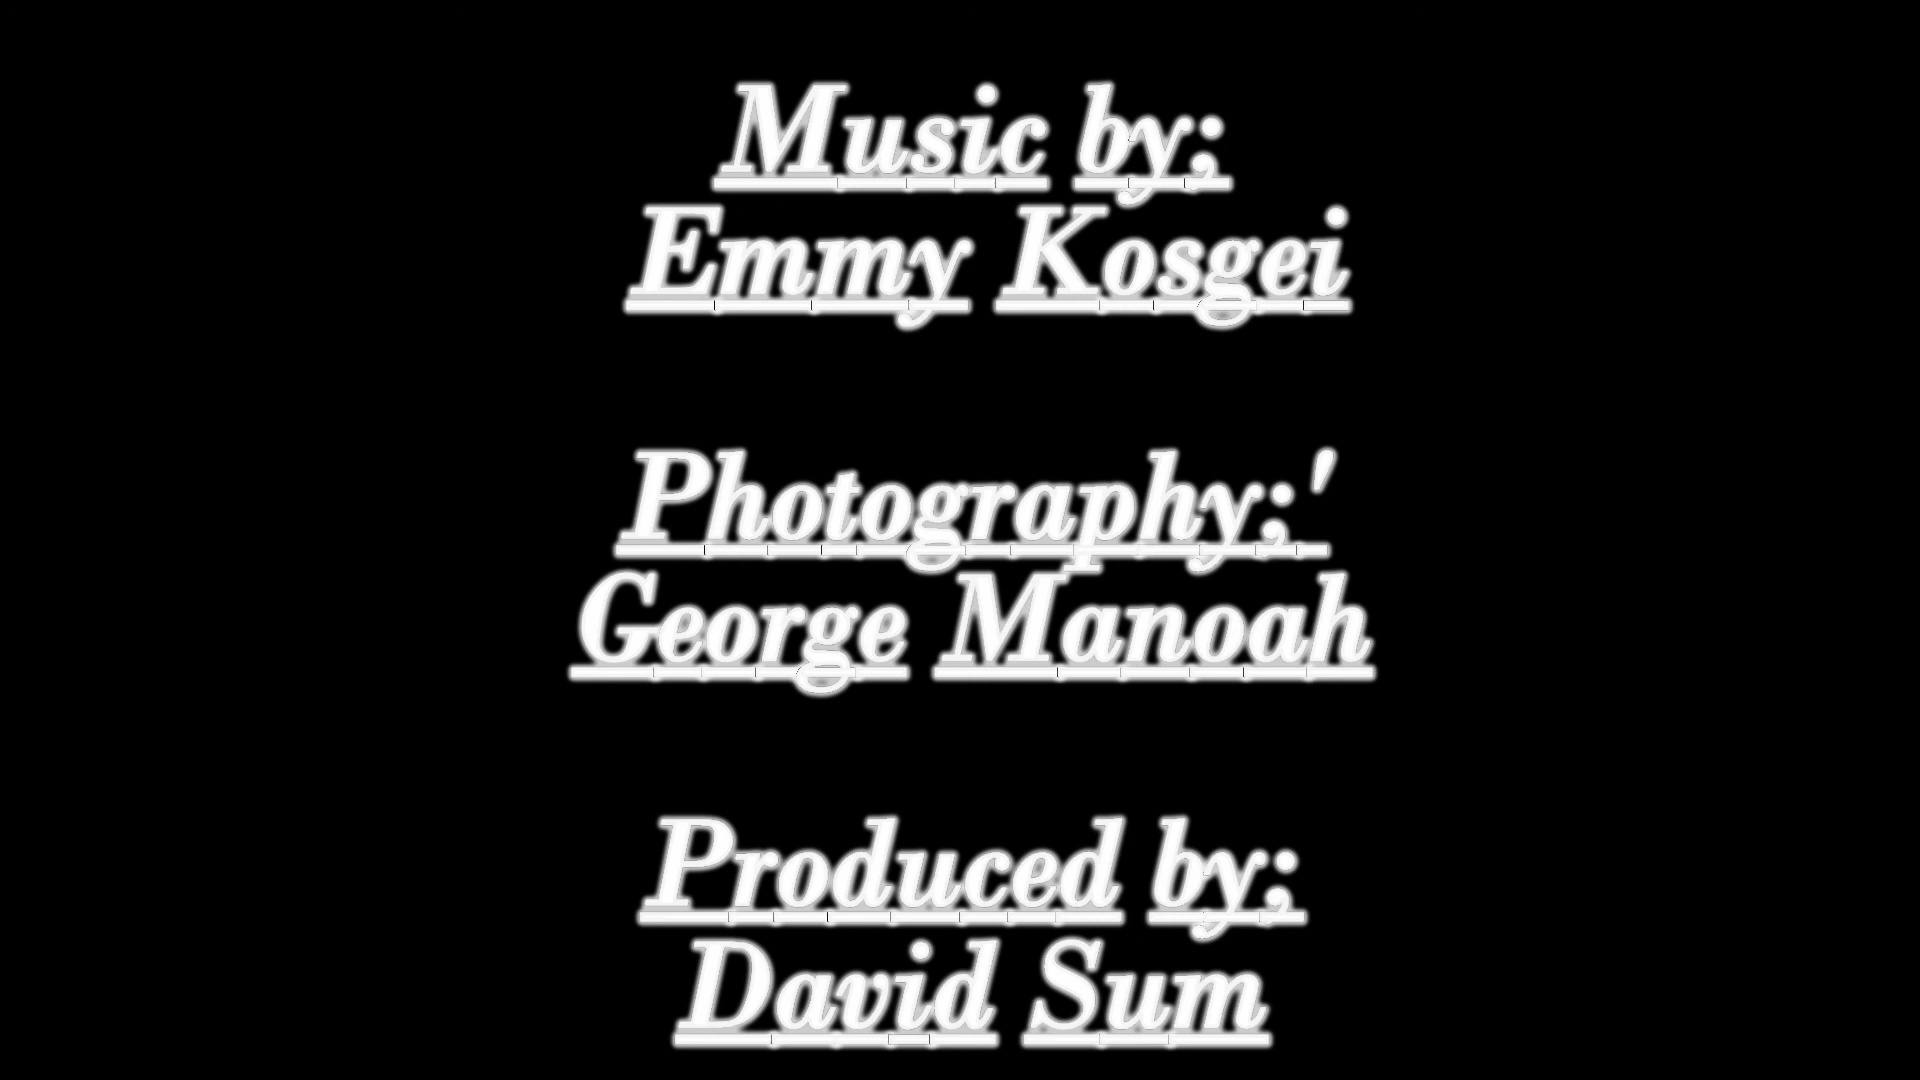 Music by;
Emmy Kosgei
Photography;'
George Manoah
Produced by;
David Sum